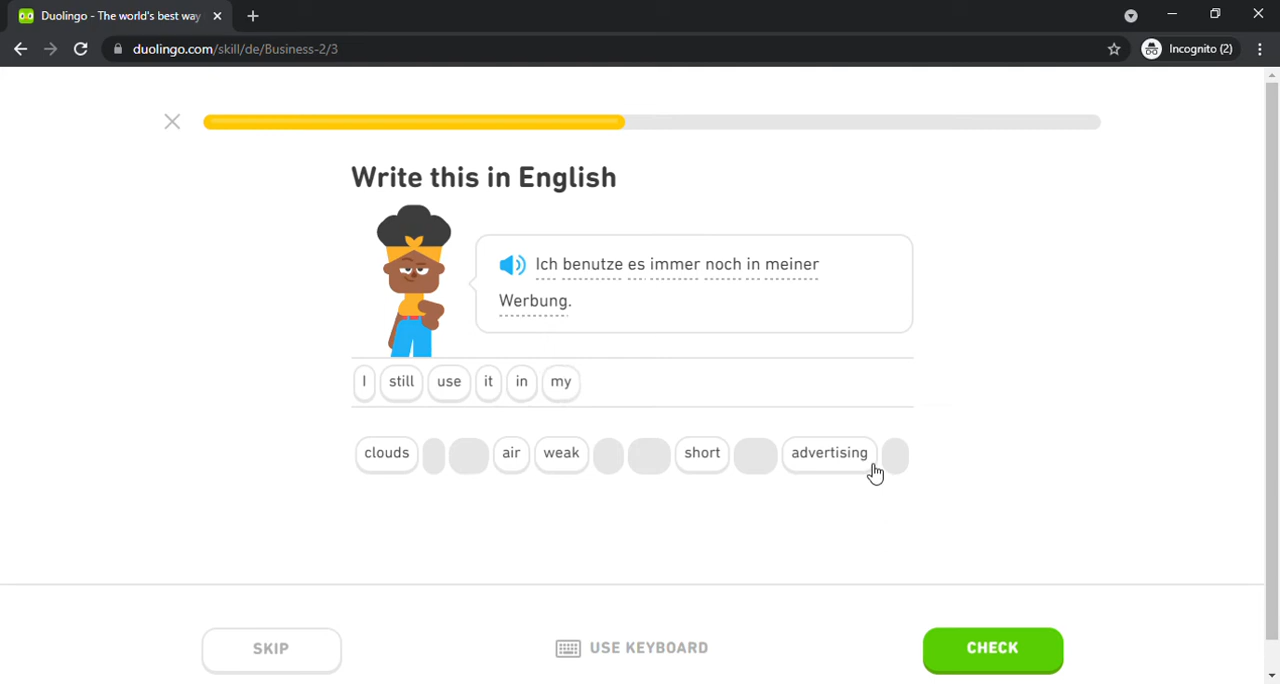 Duolingo - The world's best way
duolingo.com/skill/de/Business-2/3
Incognito (2)
Write this in English
Ich benutze es immer noch in meiner
Werbung.
I still use it in my
clouds air weak short advertising
SKIP USE KEYBOARD CHECK